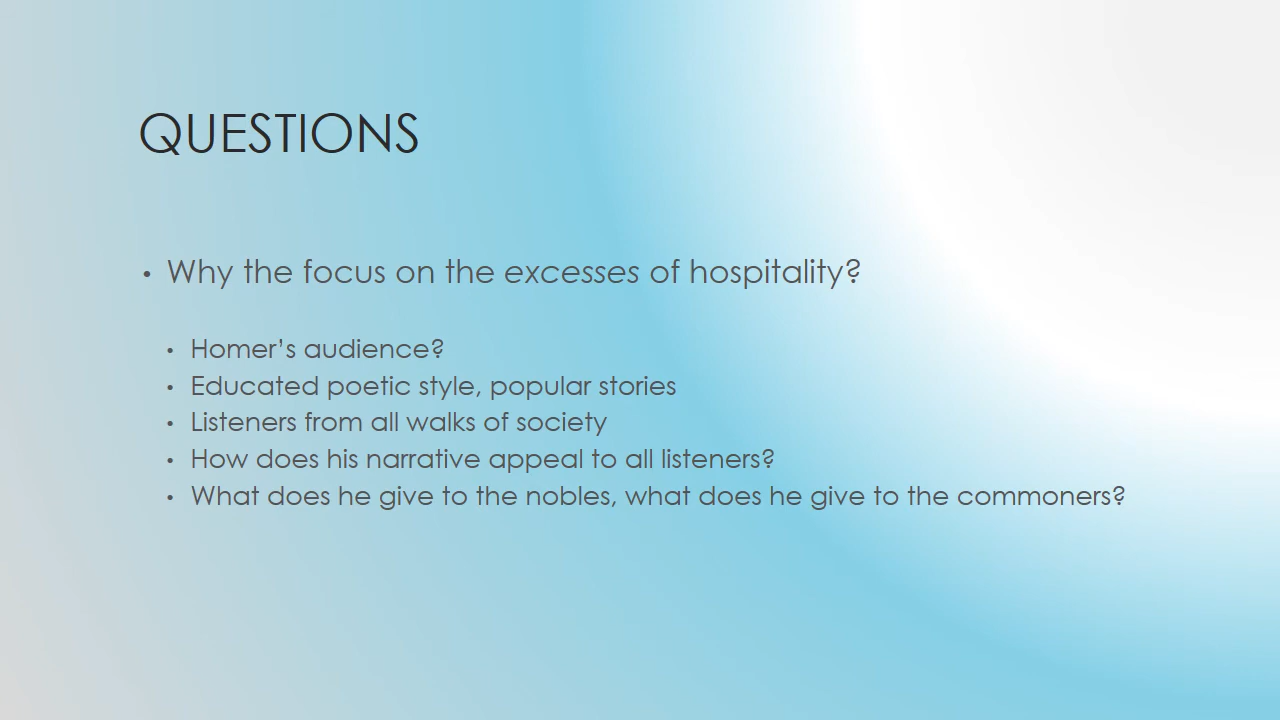 QUESTIONS
• Why the focus on the excesses of hospitality?
• Homer’s audience?
• Educated poetic style, popular stories
• Listeners from all walks of society
• How does his narrative appeal to all listeners?
• What does he give to the nobles, what does he give to the commoners?